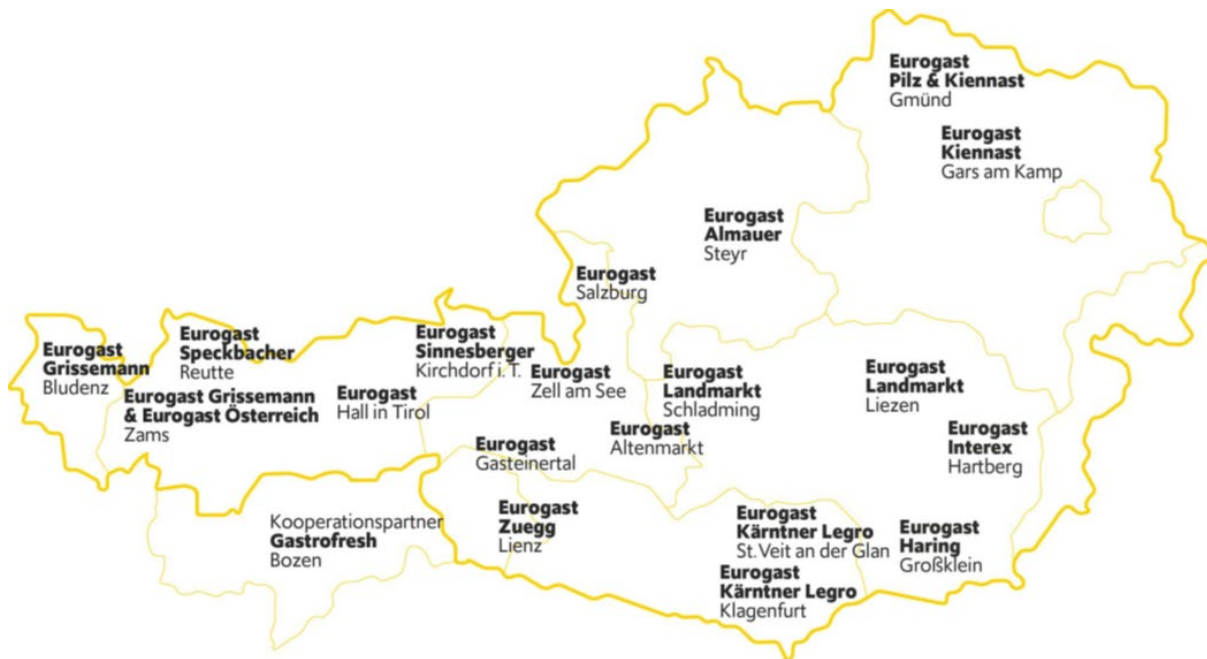 Eurogast
Pilz & Kiennast
Gmünd
Eurogast
Kiennast
Gars am Kamp
Eurogast
Almauer
Steyr
Eurogast
Salzburg
Eurogast
Grissemann
Bludenz
Eurogast
Speckbacher
Reutte
Eurogast Grissemann
& Eurogast Österreich
Zams
Eurogast
Hall in Tirol
Eurogast
Sinnesberger
Kirchdorf i. T.
Eurogast
Zell am See
Eurogast
Landmarkt
Schladming
Eurogast
Landmarkt
Liezen
Eurogast
Altenmarkt
Eurogast
Interex
Hartberg
Eurogast
Gasteinertal
Kooperationspartner
Gastrofresh
Bozen
Eurogast
Zuegg
Lienz
Eurogast
Kärntner Legro
St. Veit an der Glan
Eurogast
Haring
Großklein
Eurogast
Kärntner Legro
Klagenfurt